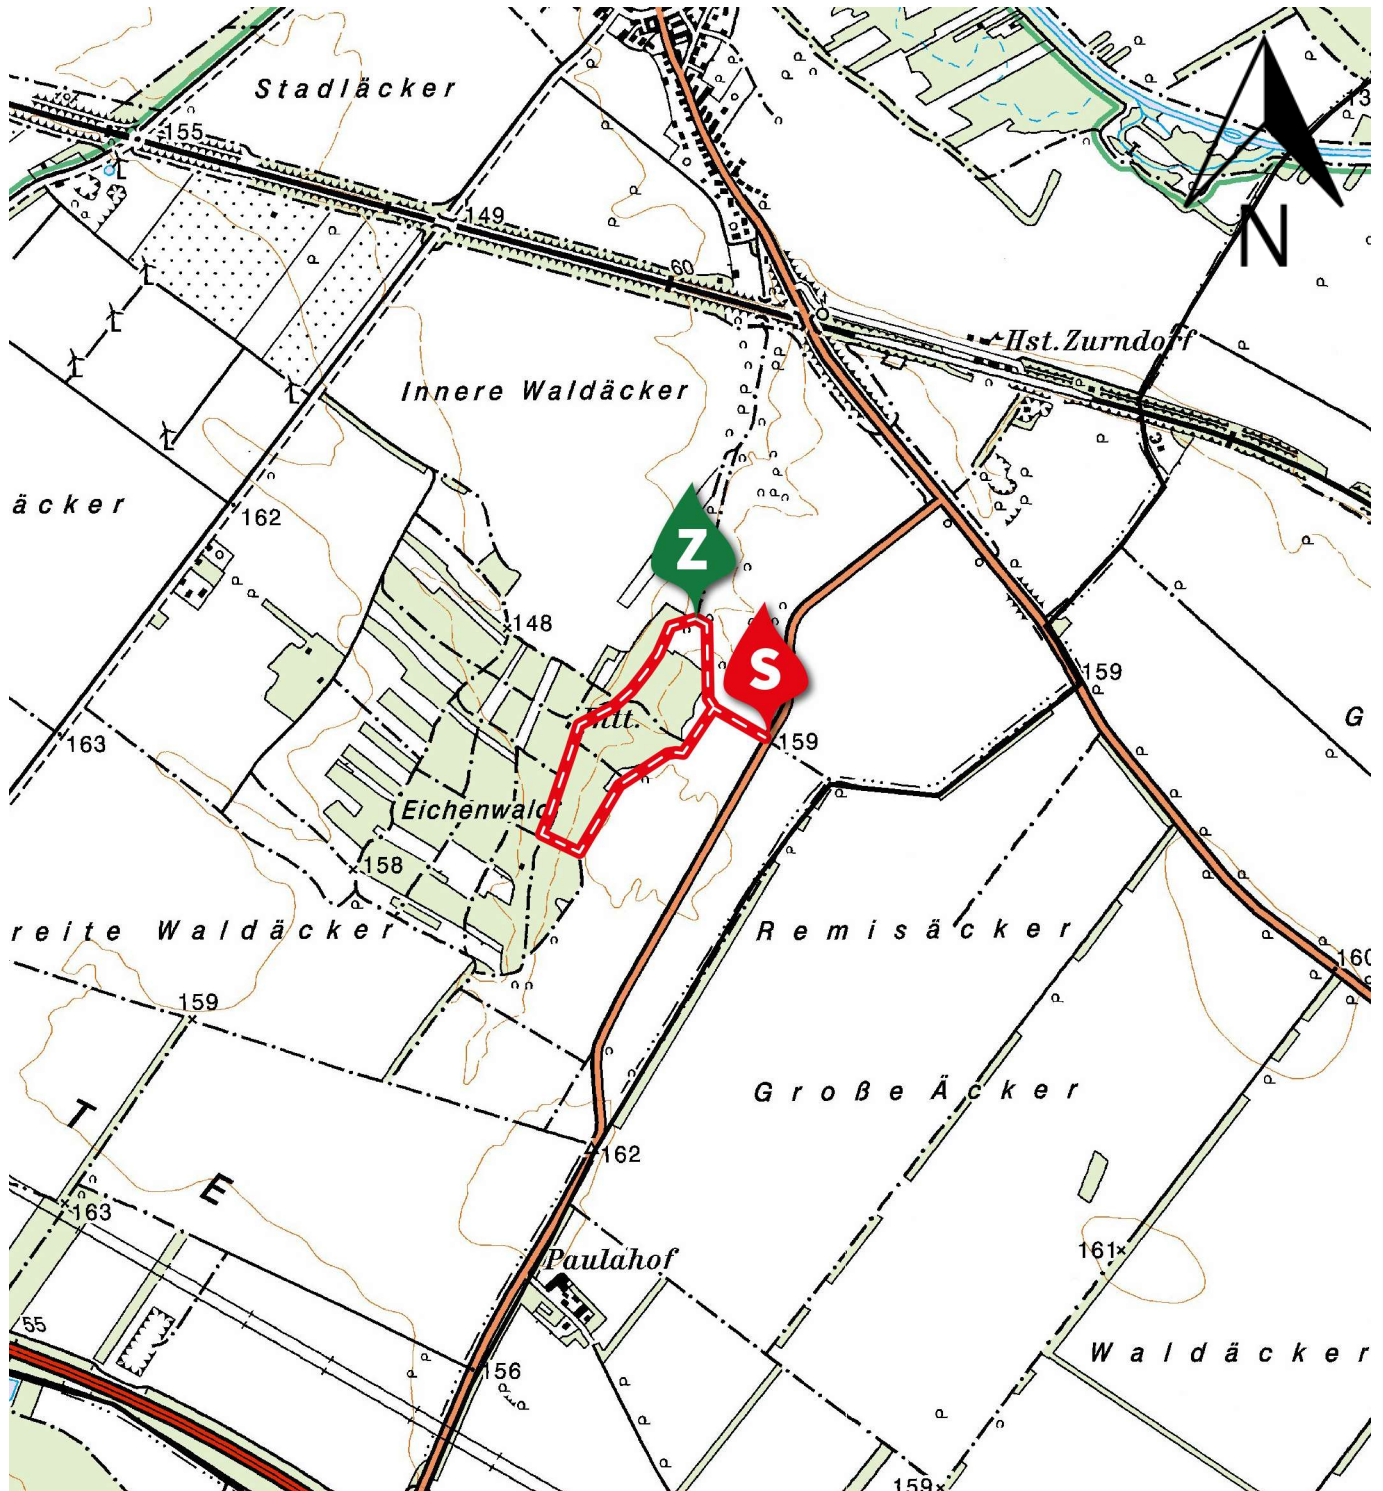 Stadläcker
155
149
60
N
Hst. Zurndorf
Innere Waldäcker
äcker
162
Z
148
S
159
163
G
159
Eichenwald
158
reite Waldäcker
Remisäcker
160
159
Große Äcker
T
E
162
163
161
Paulahof
55
156
Waldäcker
159